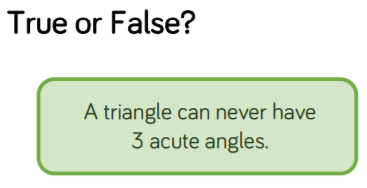 True or False?
A triangle can never have
3 acute angles.